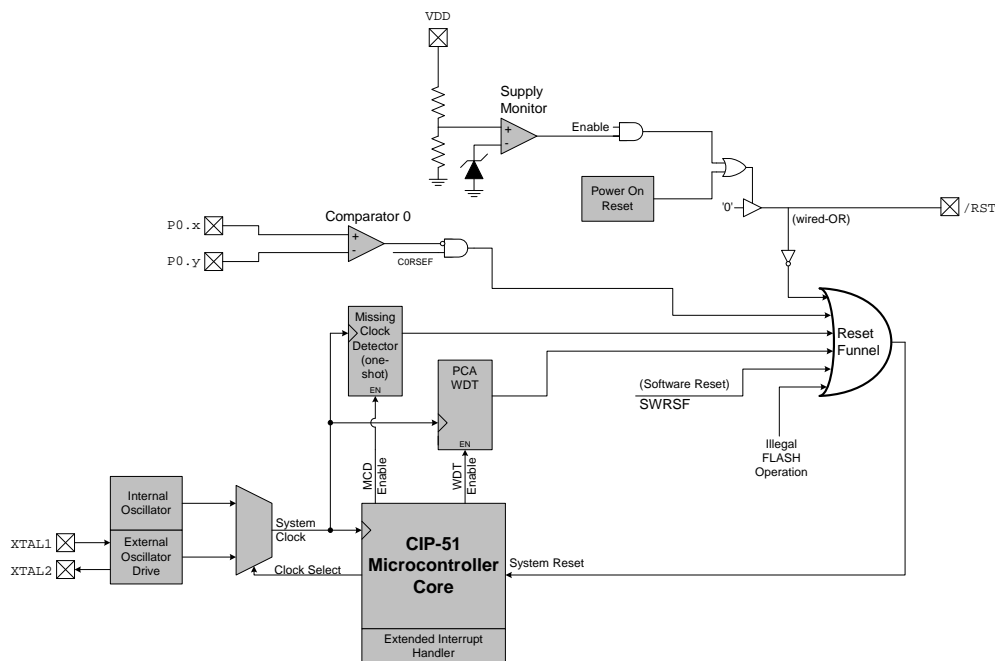 VDD
Supply
Monitor
+
-
Enable
Power On
Reset
'0'
(wired-OR)
/RST
P0.x
P0.y
Comparator 0
+
-
C0RSEF
Missing
Clock
Detector
(one-
shot)
EN
PCA
WDT
EN
Reset
Funnel
(Software Reset)
SWRSF
Illegal
FLASH
Operation
MCD
Enable
WDT
Enable
Internal
Oscillator
External
Oscillator
Drive
XTAL1
XTAL2
System
Clock
Clock Select
CIP-51
Microcontroller
Core
System Reset
Extended Interrupt
Handler